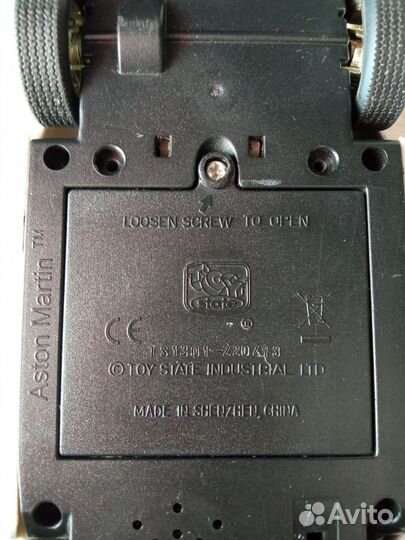 LOOSEN SCREW TO OPEN
TOY
State
®
CE
Aston Martin™
© TOY STATE INDUSTRIAL LTD
MADE IN SHENZHEN, CHINA
Avito